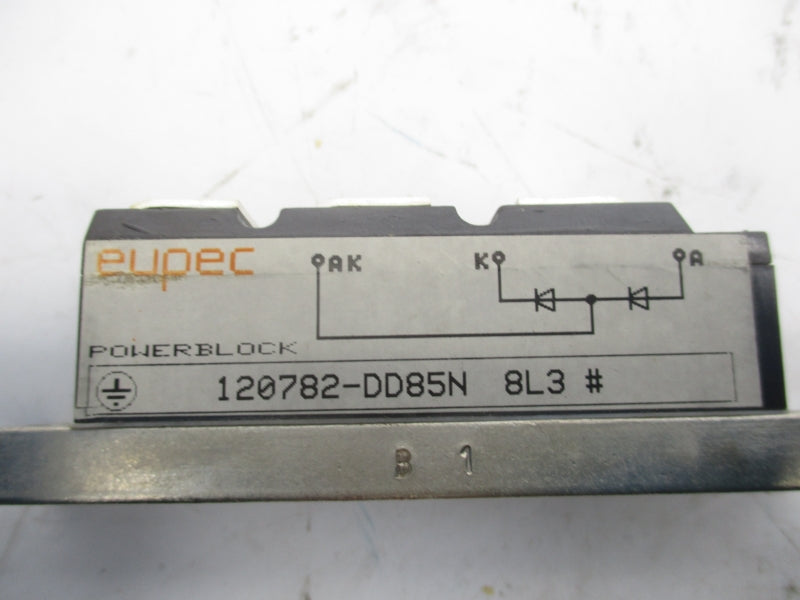 eupec
AK K A
POWERBLOCK
120782-DD85N 8L3 #
B 1